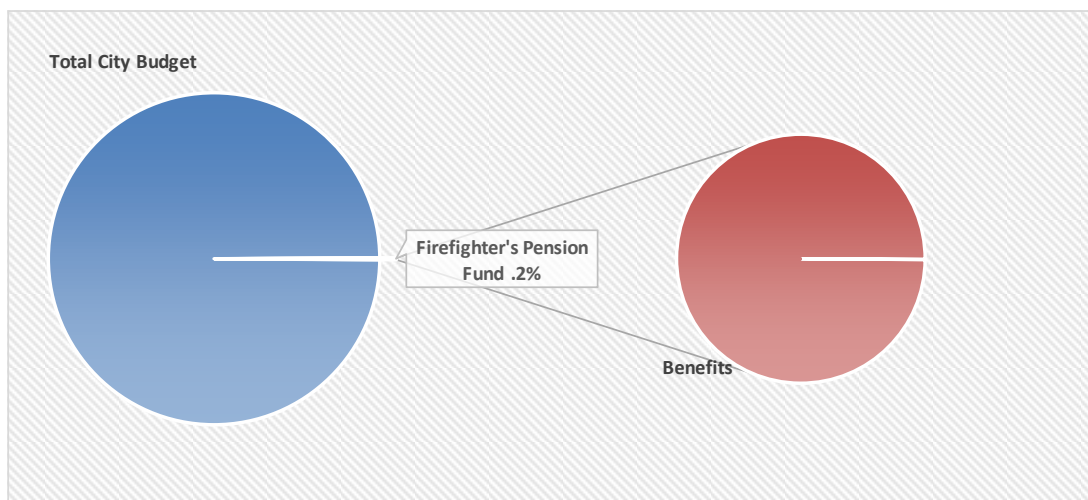 Total City Budget
Firefighter's Pension
Fund .2%
Benefits